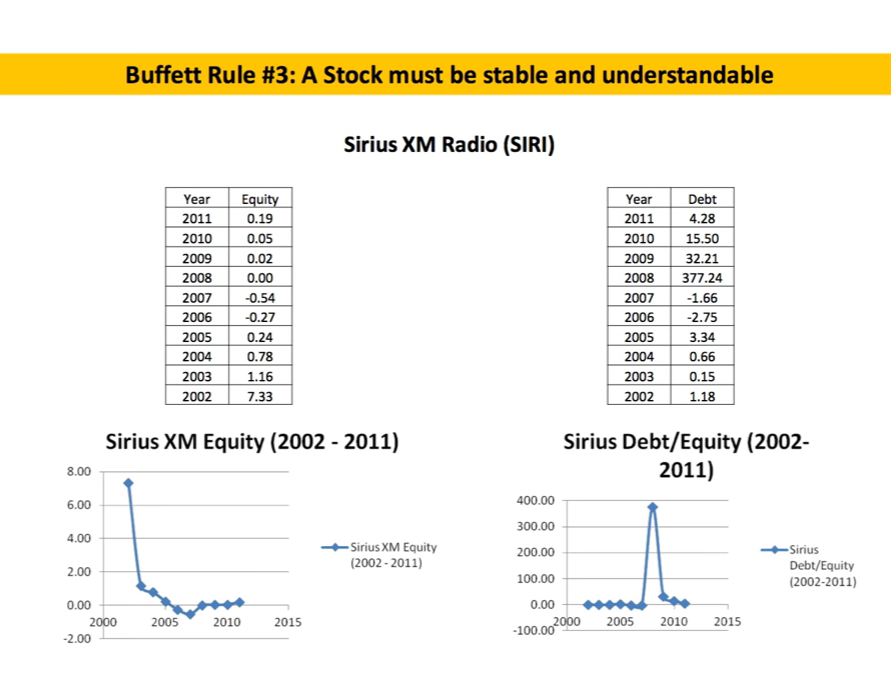 Buffett Rule #3: A Stock must be stable and understandable
Sirius XM Radio (SIRI)
Year Equity
2011 0.19
2010 0.05
2009 0.02
2008 0.00
2007 -0.54
2006 -0.27
2005 0.24
2004 0.78
2003 1.16
2002 7.33
Year Debt
2011 4.28
2010 15.50
2009 32.21
2008 377.24
2007 -1.66
2006 -2.75
2005 3.34
2004 0.66
2003 0.15
2002 1.18
Sirius XM Equity (2002 - 2011)
8.00
6.00
4.00
2.00
0.00
-2.00
2000 2005 2010 2015
Sirius XM Equity
(2002 - 2011)
Sirius Debt/Equity (2002-
2011)
400.00
300.00
200.00
100.00
0.00
-100.00
2000 2005 2010 2015
Sirius
Debt/Equity
(2002-2011)